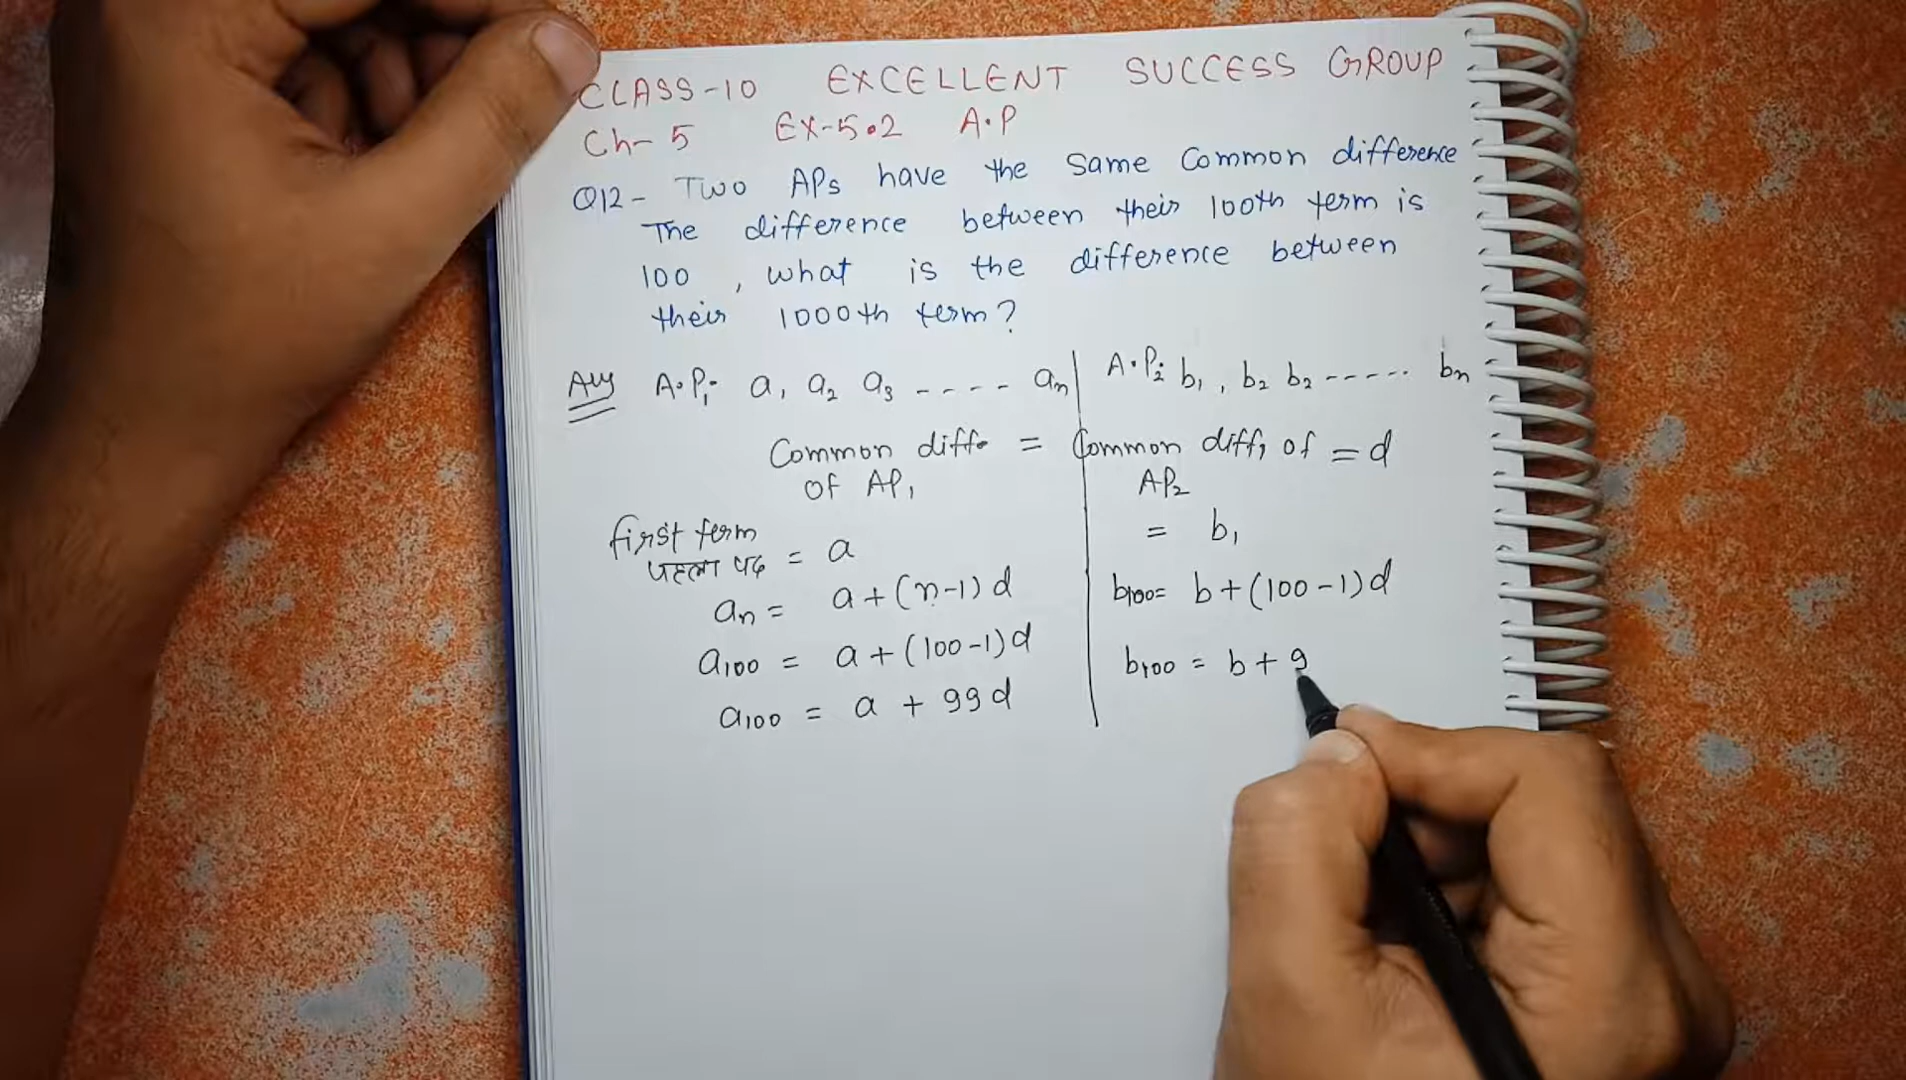 CLASS-10 EXCELLENT SUCCESS GROUP
Ch-5 EX-5.2 A.P
Q12- Two APs have the same common difference
The difference between their 100th term is
100 , what is the difference between
their 1000th term?
Ans A.P₁- a, a₂ a₃ ---- aₙ A.P₂: b₁, b₂ b₂ ----- bₙ
Common diff. = Common diff, of = d
of AP₁ AP₂
first term = b₁
पहला पद = a
aₙ = a + (n-1) d b₁₀₀= b+(100-1)d
a₁₀₀ = a + (100-1)d b₁₀₀ = b + 9
a₁₀₀ = a + 99d